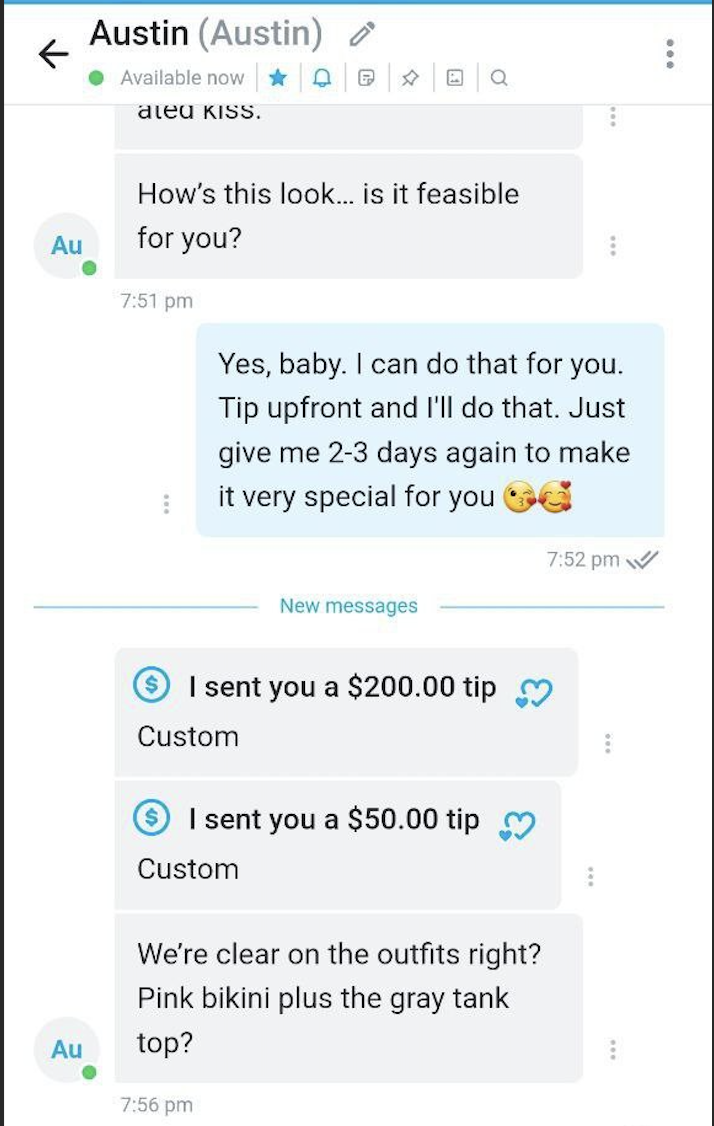 Austin (Austin)
Available now
ated kiss.
How’s this look... is it feasible
for you?
Au
7:51 pm
Yes, baby. I can do that for you.
Tip upfront and I'll do that. Just
give me 2-3 days again to make
it very special for you 😘🥰
7:52 pm
New messages
$ I sent you a $200.00 tip
Custom
$ I sent you a $50.00 tip
Custom
We’re clear on the outfits right?
Pink bikini plus the gray tank
top?
Au
7:56 pm